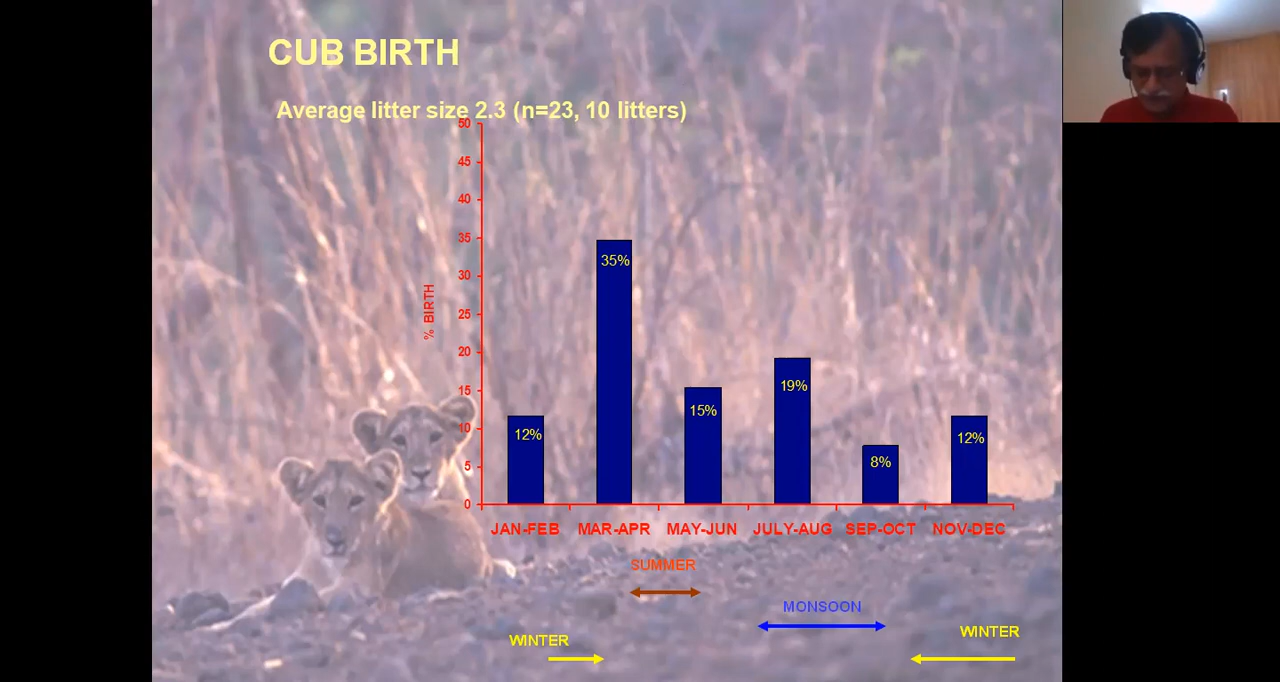 CUB BIRTH
Average litter size 2.3 (n=23, 10 litters)
50
45
40
35
30
25
20
15
10
5
0
% BIRTH
12%
35%
15%
19%
8%
12%
JAN-FEB MAR-APR MAY-JUN JULY-AUG SEP-OCT NOV-DEC
SUMMER
MONSOON
WINTER
WINTER